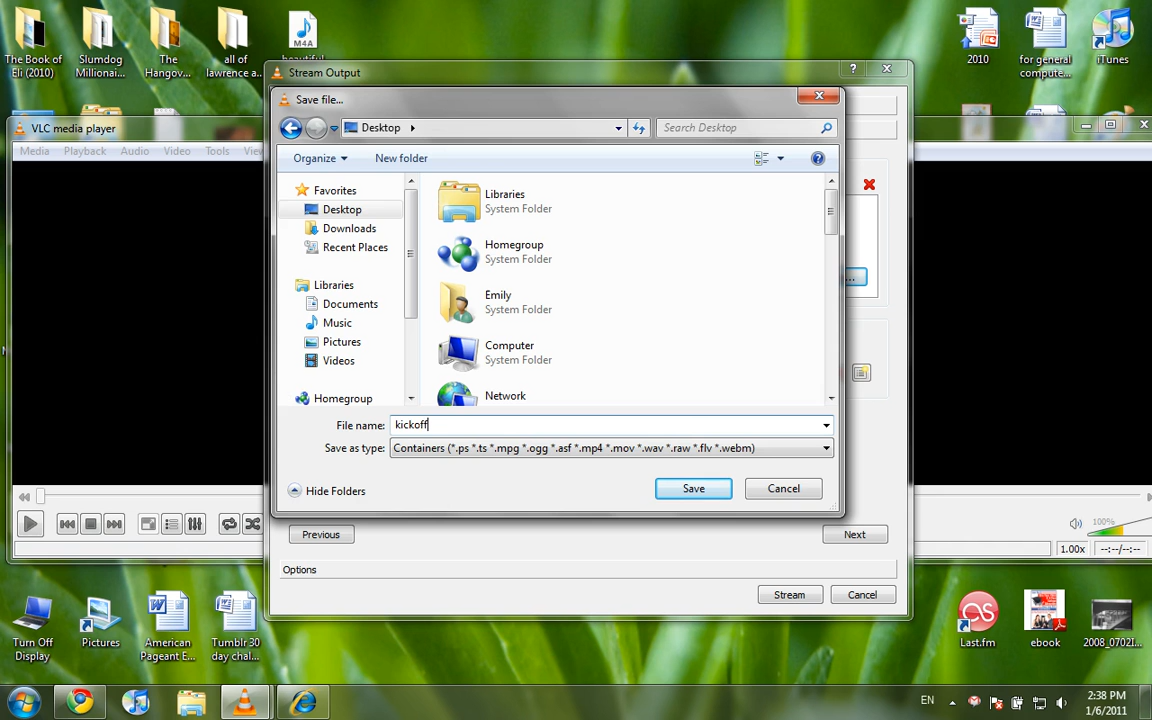 The Book of
Eli (2010)
Slumdog
Millionai...
The
Hangov...
all of
lawrence a...
M4A
beautiful
2010
for general
compute...
iTunes
Stream Output
?
Save file...
VLC media player
Media Playback Audio Video Tools View
Desktop
Search Desktop
Organize
New folder
Favorites
Desktop
Downloads
Recent Places
Libraries
Documents
Music
Pictures
Videos
Homegroup
Libraries
System Folder
Homegroup
System Folder
Emily
System Folder
Computer
System Folder
Network
...
File name: kickoff
Save as type: Containers (*.ps *.ts *.mpg *.ogg *.asf *.mp4 *.mov *.wav *.raw *.flv *.webm)
Hide Folders
Save
Cancel
100%
Previous
Next
1.00x
--:--/--:--
Options
Stream
Cancel
Turn Off
Display
Pictures
American
Pageant E...
Tumblr 30
day chal...
Last.fm
ebook
2008_0702I...
EN
2:38 PM
1/6/2011